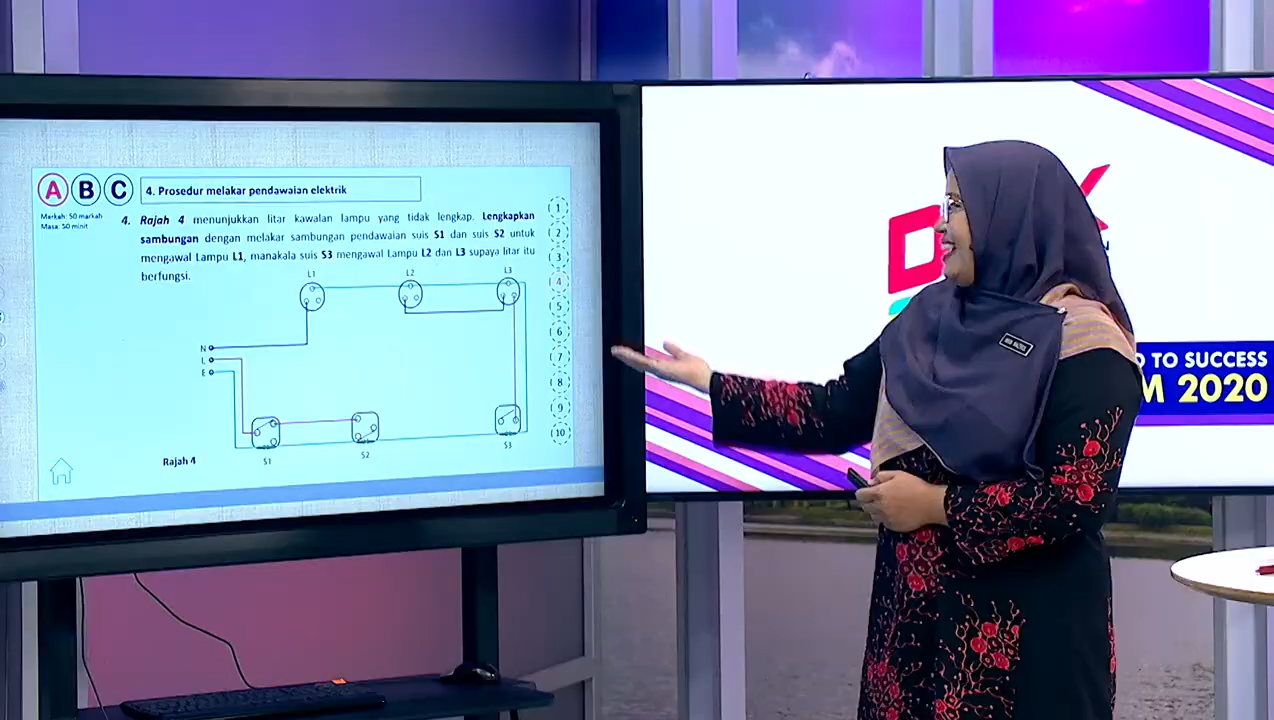 A B C
4. Prosedur melakar pendawaian elektrik
Markah: 50 markah
Masa: 50 minit
4. Rajah 4 menunjukkan litar kawalan lampu yang tidak lengkap. Lengkapkan
sambungan dengan melakar sambungan pendawaian suis S1 dan suis S2 untuk
mengawal Lampu L1, manakala suis S3 mengawal Lampu L2 dan L3 supaya litar itu
berfungsi.
L1 L2 L3
N
L
E
S1 S2 S3
Rajah 4
1
2
3
4
5
6
7
8
9
10
D
TO SUCCESS
M 2020